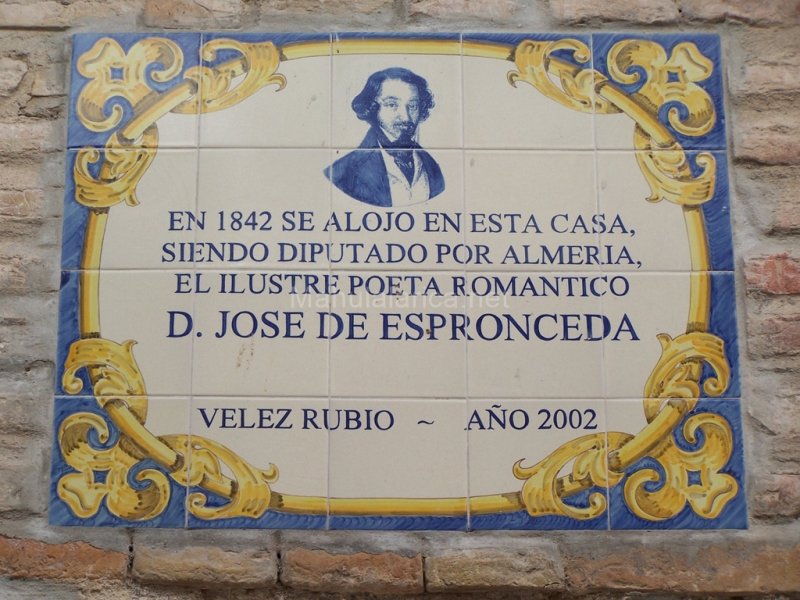 EN 1842 SE ALOJO EN ESTA CASA,
SIENDO DIPUTADO POR ALMERIA,
EL ILUSTRE POETA ROMANTICO
D. JOSE DE ESPRONCEDA
VELEZ RUBIO ~ AÑO 2002